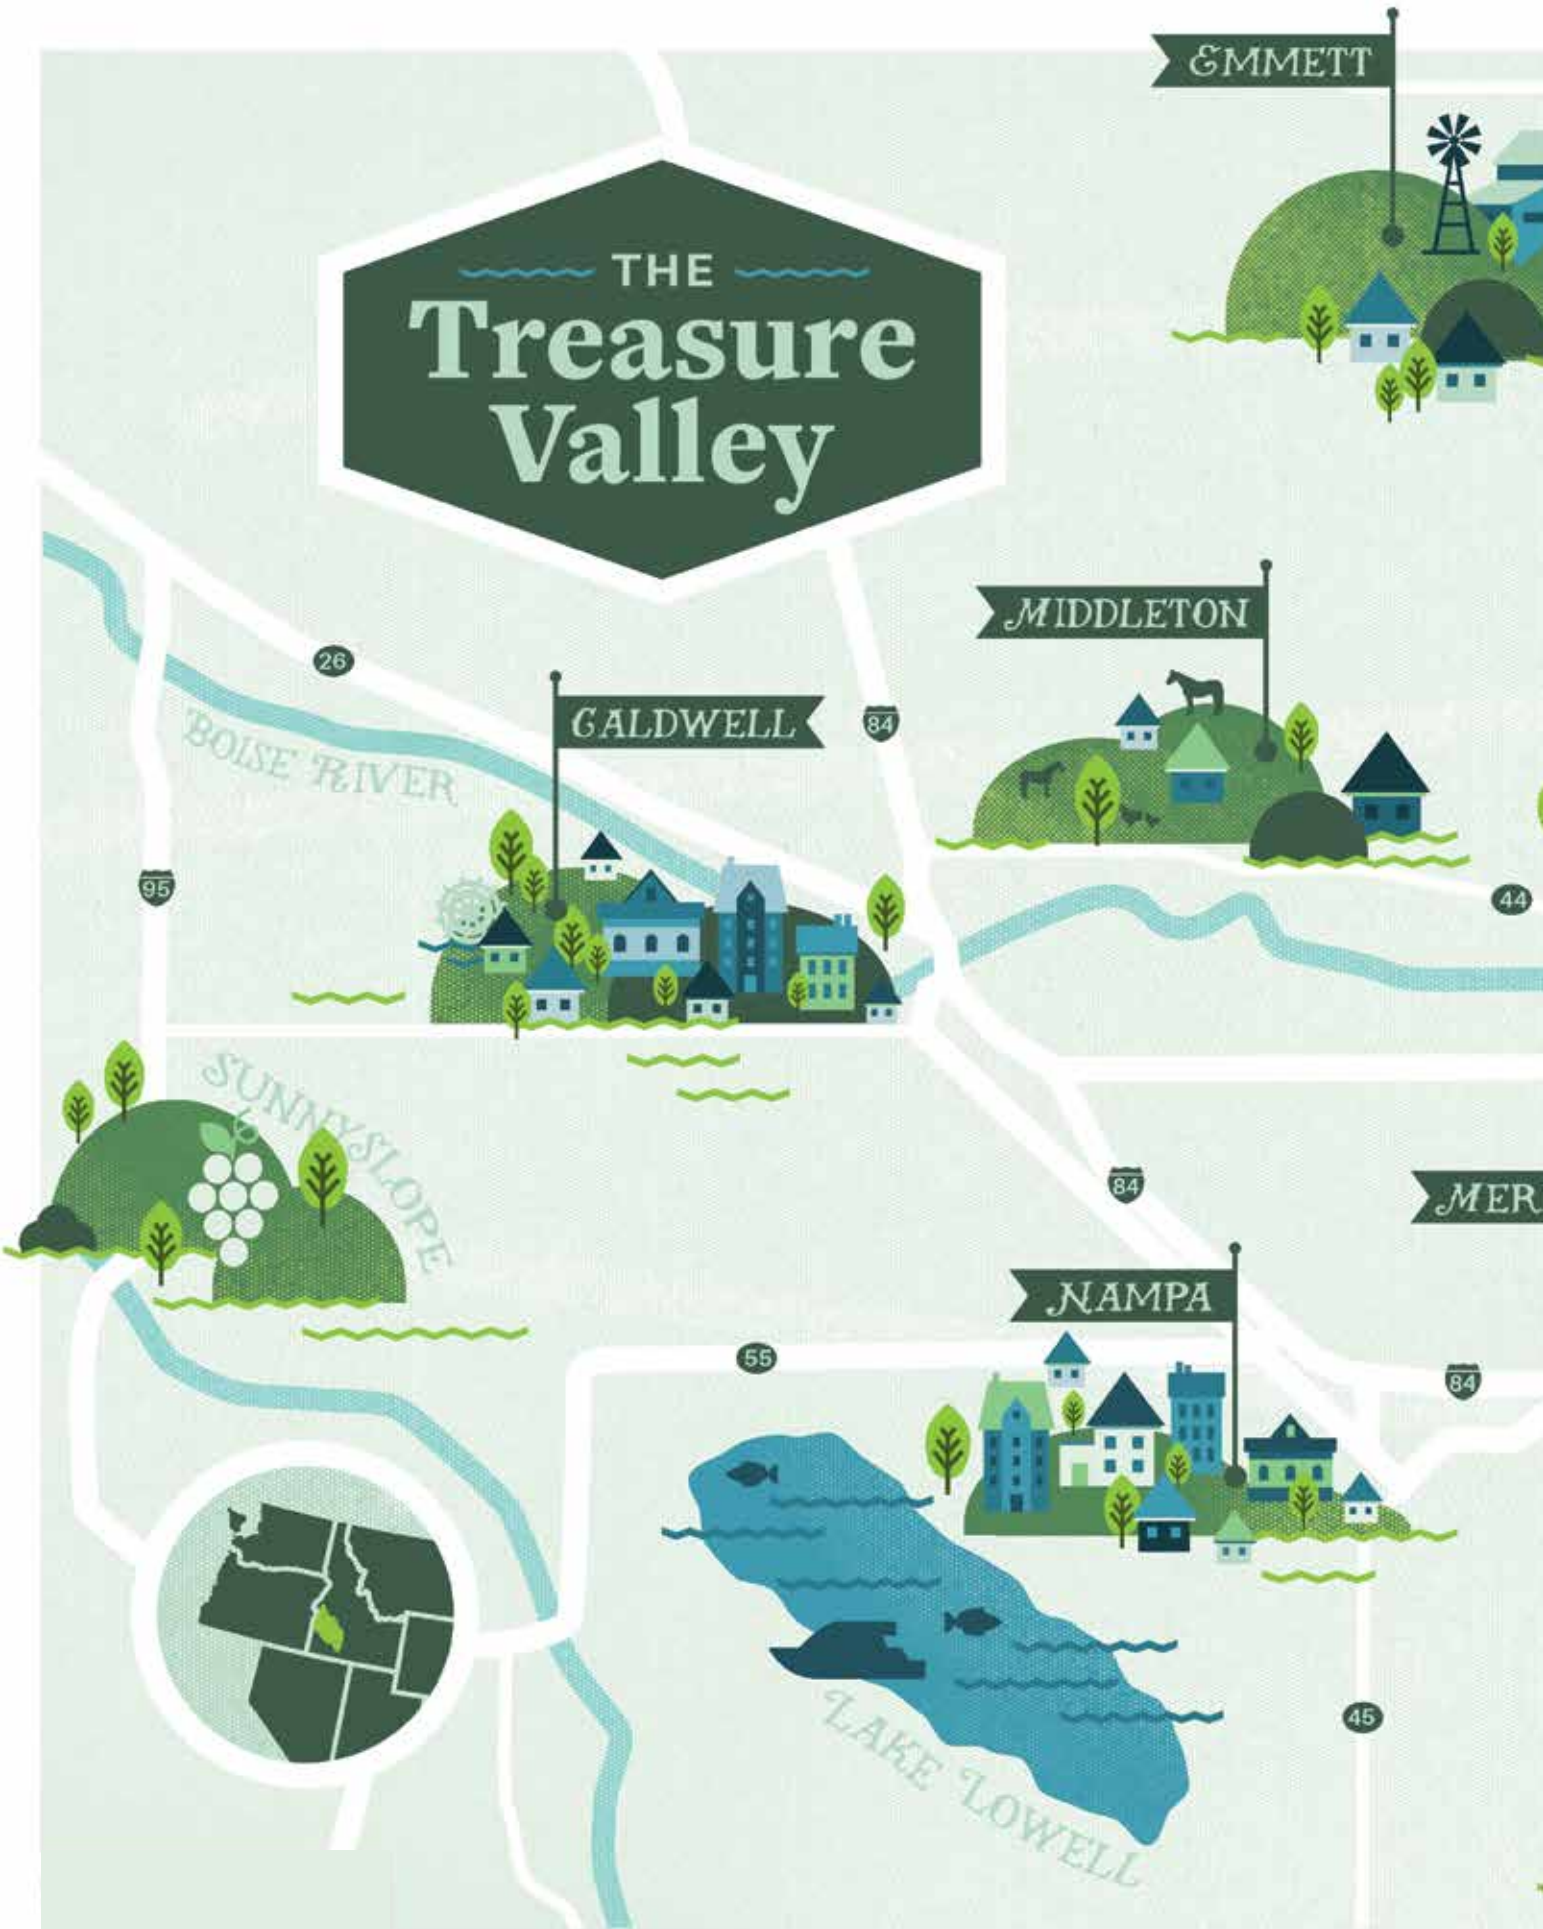 EMMETT
THE
Treasure
Valley
MIDDLETON
26
CALDWELL
84
BOISE RIVER
95
44
SUNNYSLOPE
84
MER
NAMPA
55
84
45
LAKE LOWELL